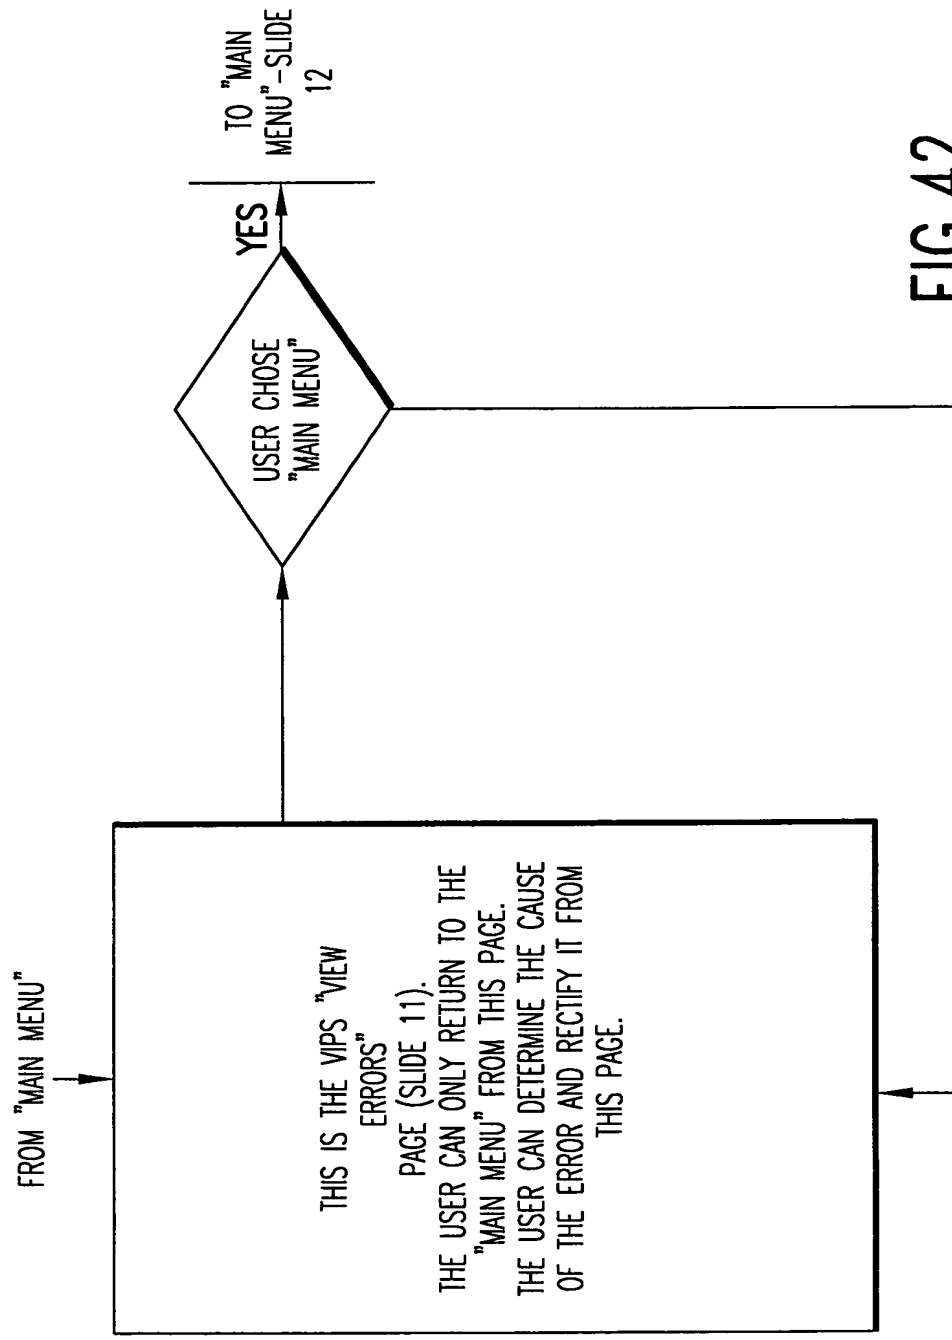 FROM "MAIN MENU"
THIS IS THE VIPS "VIEW
ERRORS"
PAGE (SLIDE 11).
THE USER CAN ONLY RETURN TO THE
"MAIN MENU" FROM THIS PAGE.
THE USER CAN DETERMINE THE CAUSE
OF THE ERROR AND RECTIFY IT FROM
THIS PAGE.
USER CHOSE
"MAIN MENU"
YES
TO "MAIN
MENU"-SLIDE
12
FIG.42